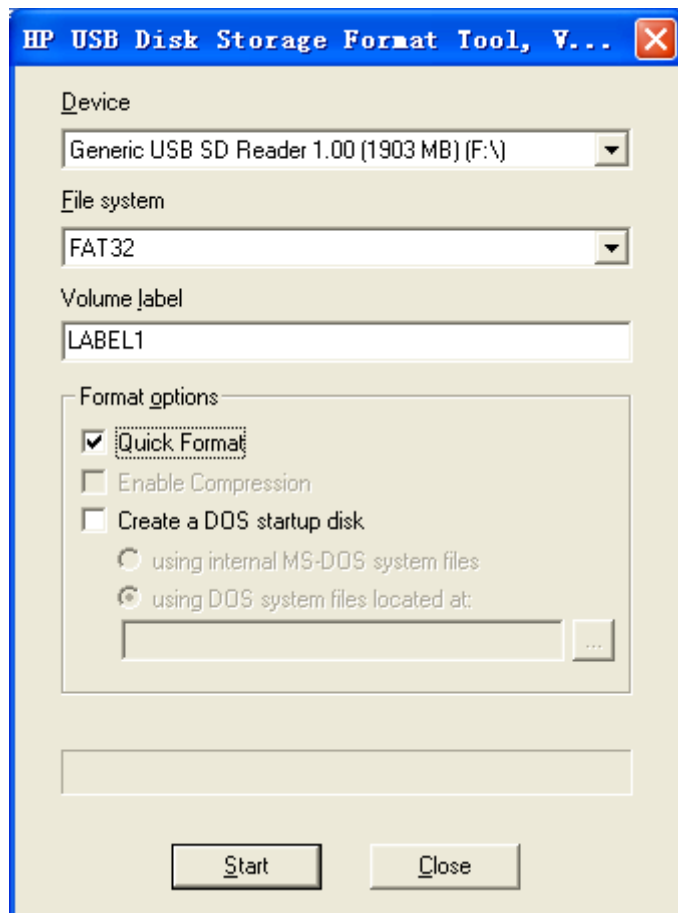 HP USB Disk Storage Format Tool, V...
Device
Generic USB SD Reader 1.00 (1903 MB) (F:\)
File system
FAT32
Volume label
LABEL1
Format options
Quick Format
Enable Compression
Create a DOS startup disk
using internal MS-DOS system files
using DOS system files located at:
...
Start Close